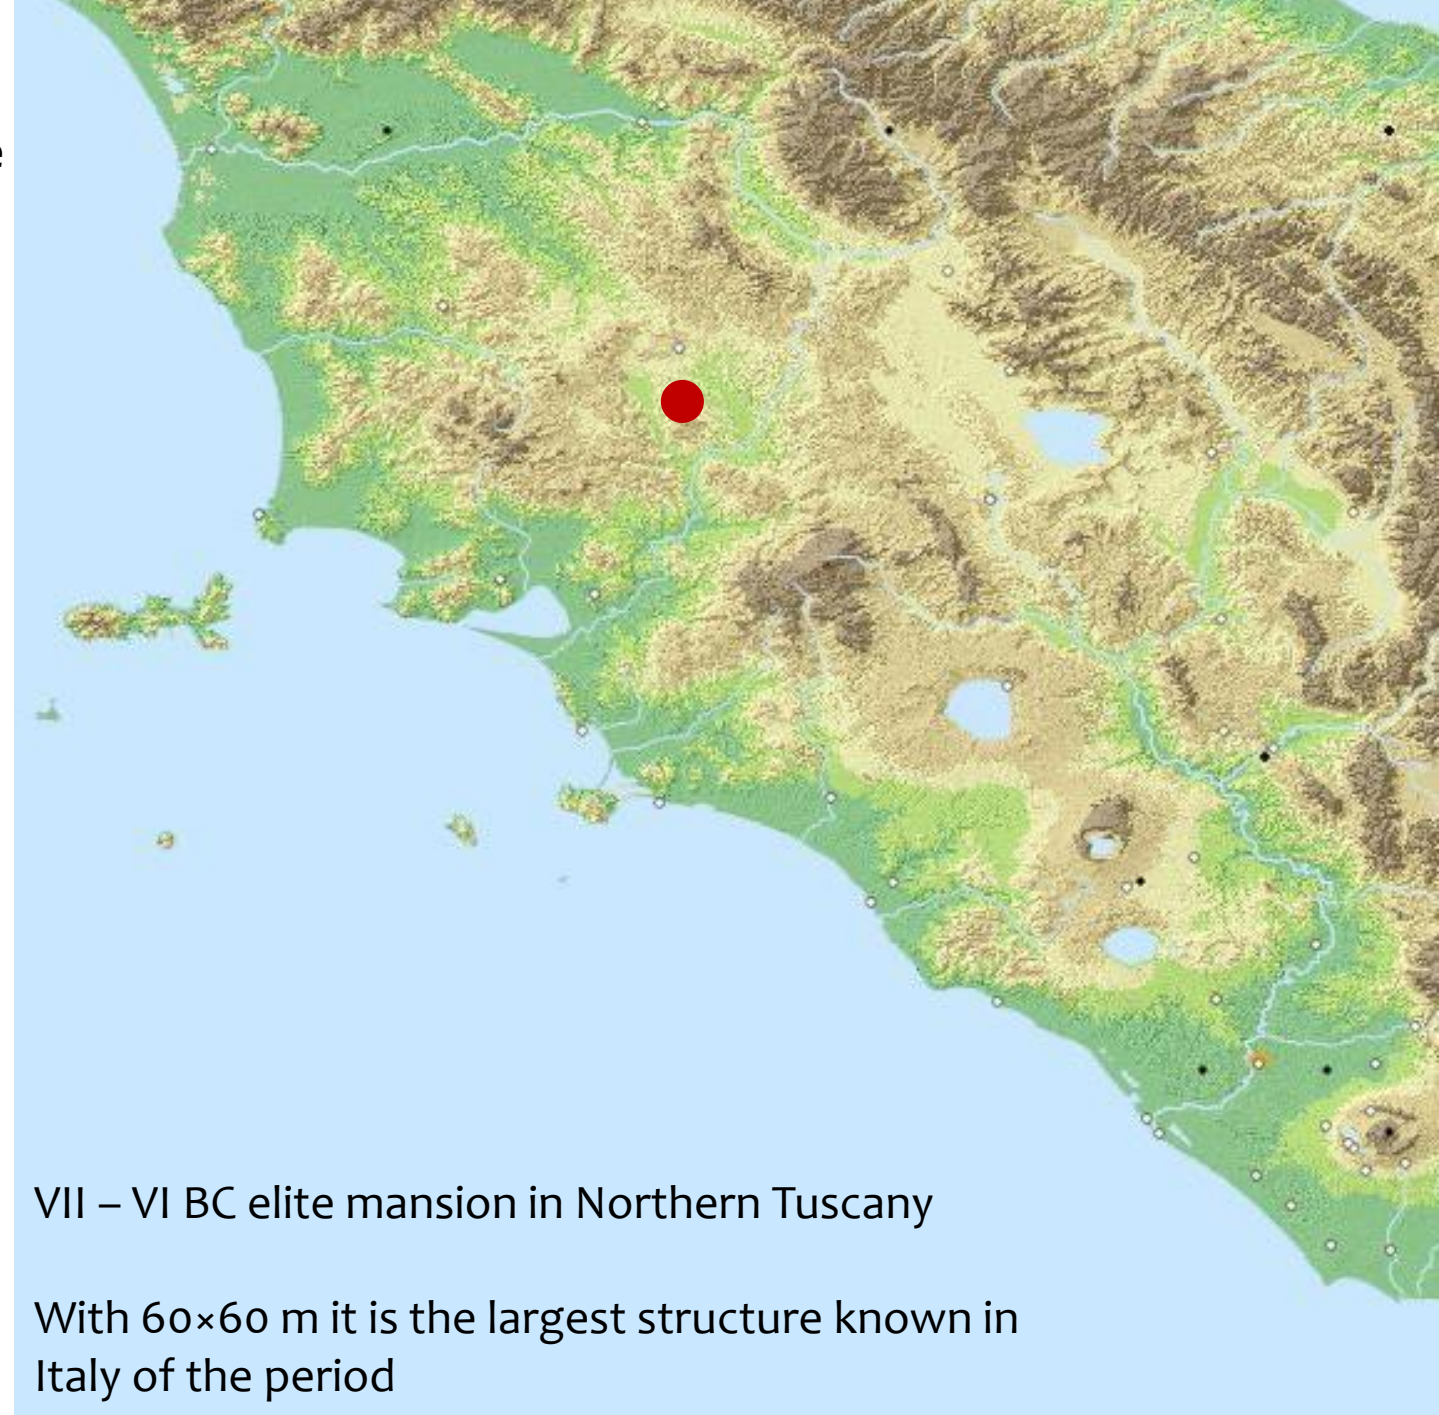 e
VII – VI BC elite mansion in Northern Tuscany
With 60×60 m it is the largest structure known in
Italy of the period